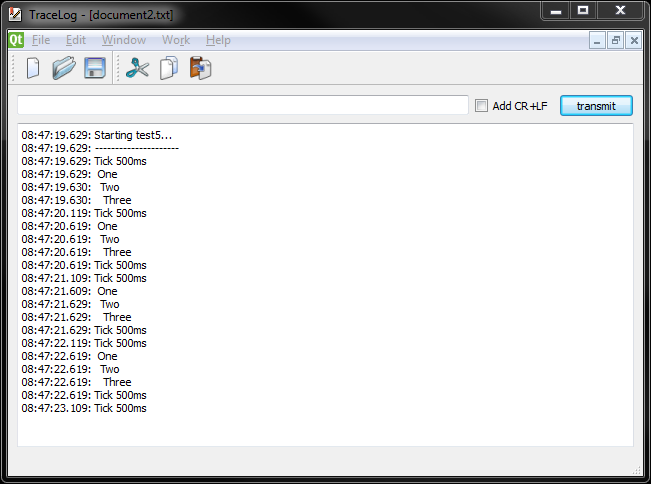 TraceLog - [document2.txt]
Qt File Edit Window Work Help
Add CR+LF transmit
08:47:19.629: Starting test5...
08:47:19.629: ---------------------
08:47:19.629: Tick 500ms
08:47:19.629:  One
08:47:19.630:   Two
08:47:19.630:    Three
08:47:20.119: Tick 500ms
08:47:20.619:  One
08:47:20.619:   Two
08:47:20.619:    Three
08:47:20.619: Tick 500ms
08:47:21.109: Tick 500ms
08:47:21.609:  One
08:47:21.629:   Two
08:47:21.629:    Three
08:47:21.629: Tick 500ms
08:47:22.119: Tick 500ms
08:47:22.619:  One
08:47:22.619:   Two
08:47:22.619:    Three
08:47:22.619: Tick 500ms
08:47:23.109: Tick 500ms